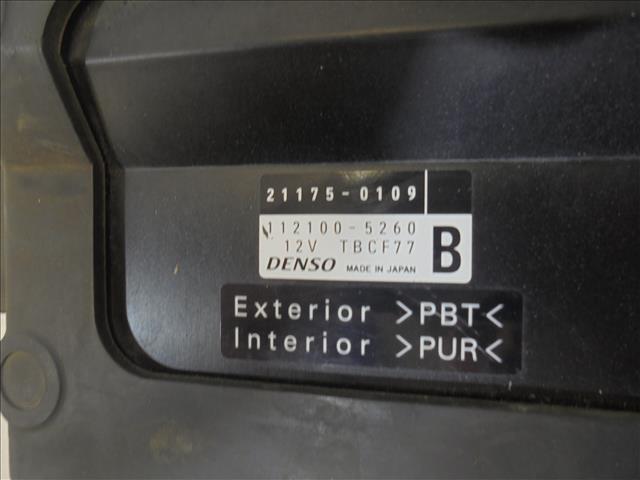 21175-0109
112100-5260
12V TBCF77
DENSO MADE IN JAPAN B
Exterior >PBT<
Interior >PUR<